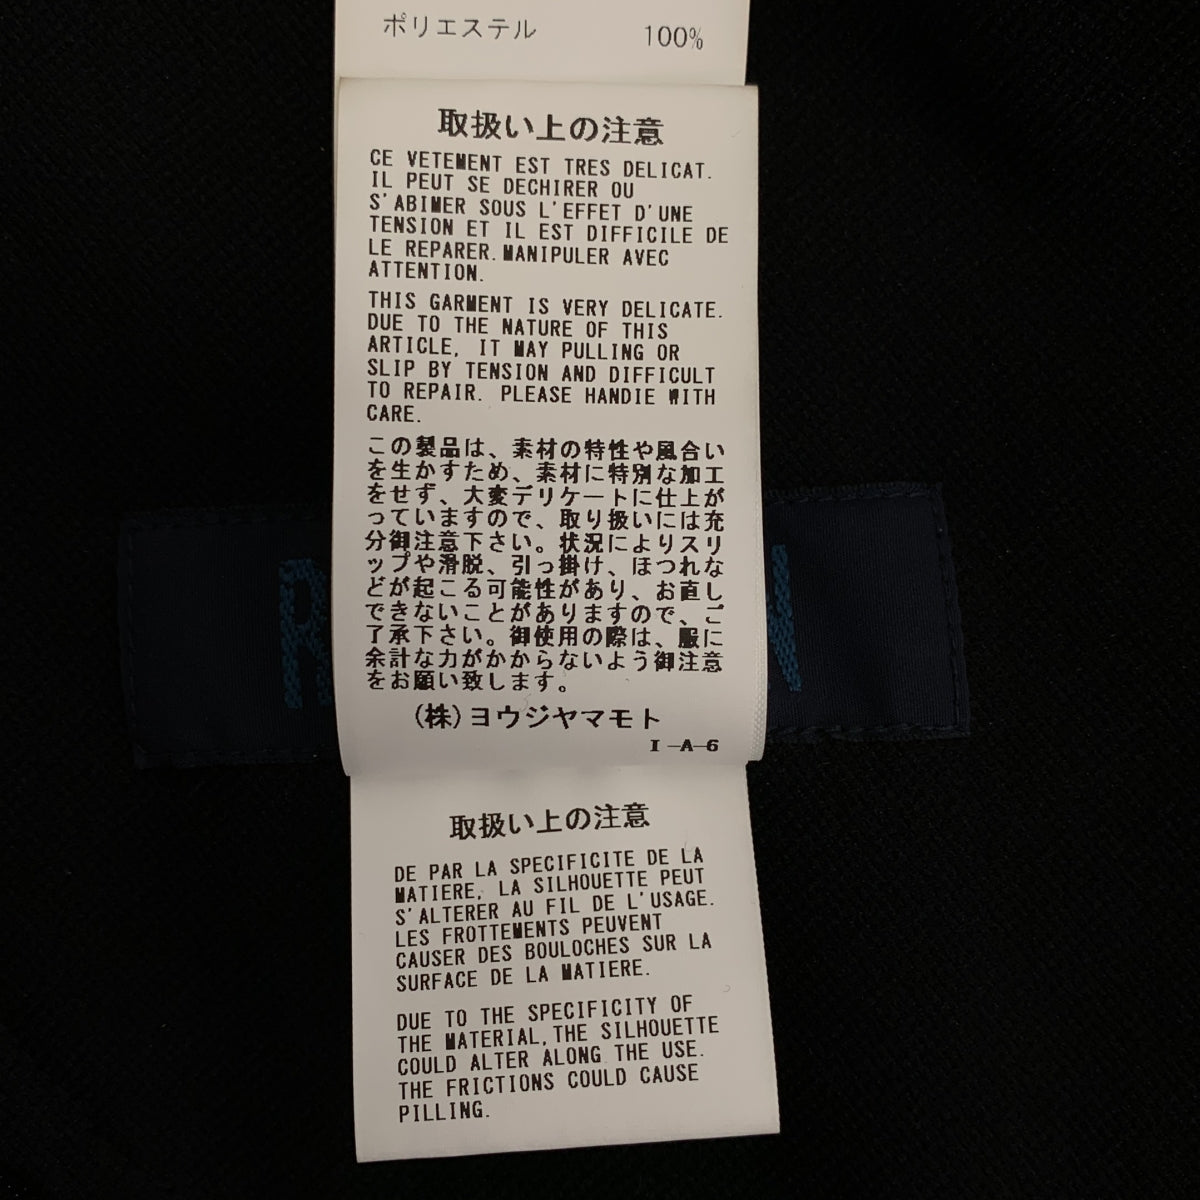 ポリエステル 100%
取扱い上の注意
CE VETEMENT EST TRES DELICAT.
IL PEUT SE DECHIRER OU
S'ABIMER SOUS L'EFFET D'UNE
TENSION ET IL EST DIFFICILE DE
LE REPARER. MANIPULER AVEC
ATTENTION.
THIS GARMENT IS VERY DELICATE.
DUE TO THE NATURE OF THIS
ARTICLE, IT MAY PULLING OR
SLIP BY TENSION AND DIFFICULT
TO REPAIR. PLEASE HANDIE WITH
CARE.
この製品は、素材の特性や風合い
を生かすため、素材に特別な加工
をせず、大変デリケートに仕上が
っていますので、取り扱いには充
分御注意下さい。状況によりスリ
ップや滑脱、引っ掛け、ほつれな
どが起こる可能性があり、お直し
できないことがありますので、ご
了承下さい。御使用の際は、服に
余計な力がかからないよう御注意
をお願い致します。
(株)ヨウジヤマモト
I-A-6
取扱い上の注意
DE PAR LA SPECIFICITE DE LA
MATIERE, LA SILHOUETTE PEUT
S'ALTERER AU FIL DE L'USAGE.
LES FROTTEMENTS PEUVENT
CAUSER DES BOULOCHES SUR LA
SURFACE DE LA MATIERE.
DUE TO THE SPECIFICITY OF
THE MATERIAL, THE SILHOUETTE
COULD ALTER ALONG THE USE.
THE FRICTIONS COULD CAUSE
PILLING.